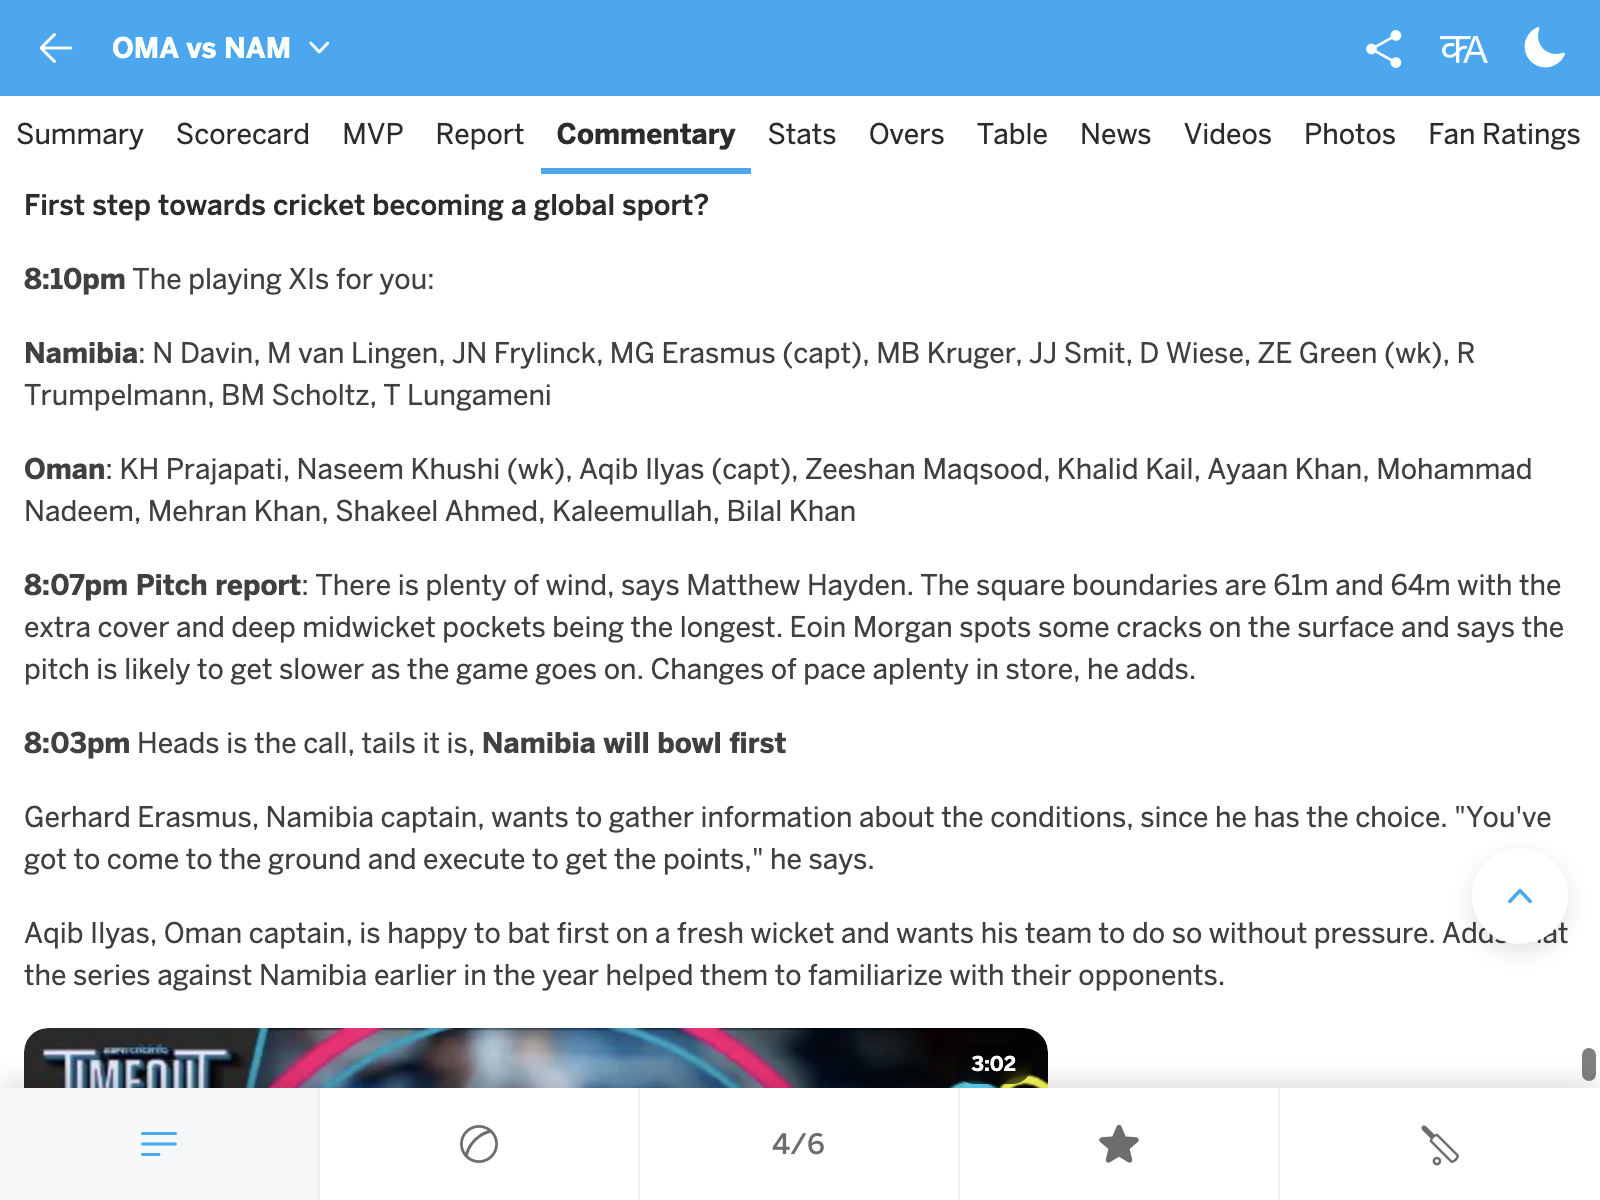 OMA vs NAM
Summary Scorecard MVP Report Commentary Stats Overs Table News Videos Photos Fan Ratings
First step towards cricket becoming a global sport?
8:10pm The playing XIs for you:
Namibia: N Davin, M van Lingen, JN Frylinck, MG Erasmus (capt), MB Kruger, JJ Smit, D Wiese, ZE Green (wk), R
Trumpelmann, BM Scholtz, T Lungameni
Oman: KH Prajapati, Naseem Khushi (wk), Aqib Ilyas (capt), Zeeshan Maqsood, Khalid Kail, Ayaan Khan, Mohammad
Nadeem, Mehran Khan, Shakeel Ahmed, Kaleemullah, Bilal Khan
8:07pm Pitch report: There is plenty of wind, says Matthew Hayden. The square boundaries are 61m and 64m with the
extra cover and deep midwicket pockets being the longest. Eoin Morgan spots some cracks on the surface and says the
pitch is likely to get slower as the game goes on. Changes of pace aplenty in store, he adds.
8:03pm Heads is the call, tails it is, Namibia will bowl first
Gerhard Erasmus, Namibia captain, wants to gather information about the conditions, since he has the choice. "You've
got to come to the ground and execute to get the points," he says.
Aqib Ilyas, Oman captain, is happy to bat first on a fresh wicket and wants his team to do so without pressure.
the series against Namibia earlier in the year helped them to familiarize with their opponents.
TIMEOUT
3:02
4/6